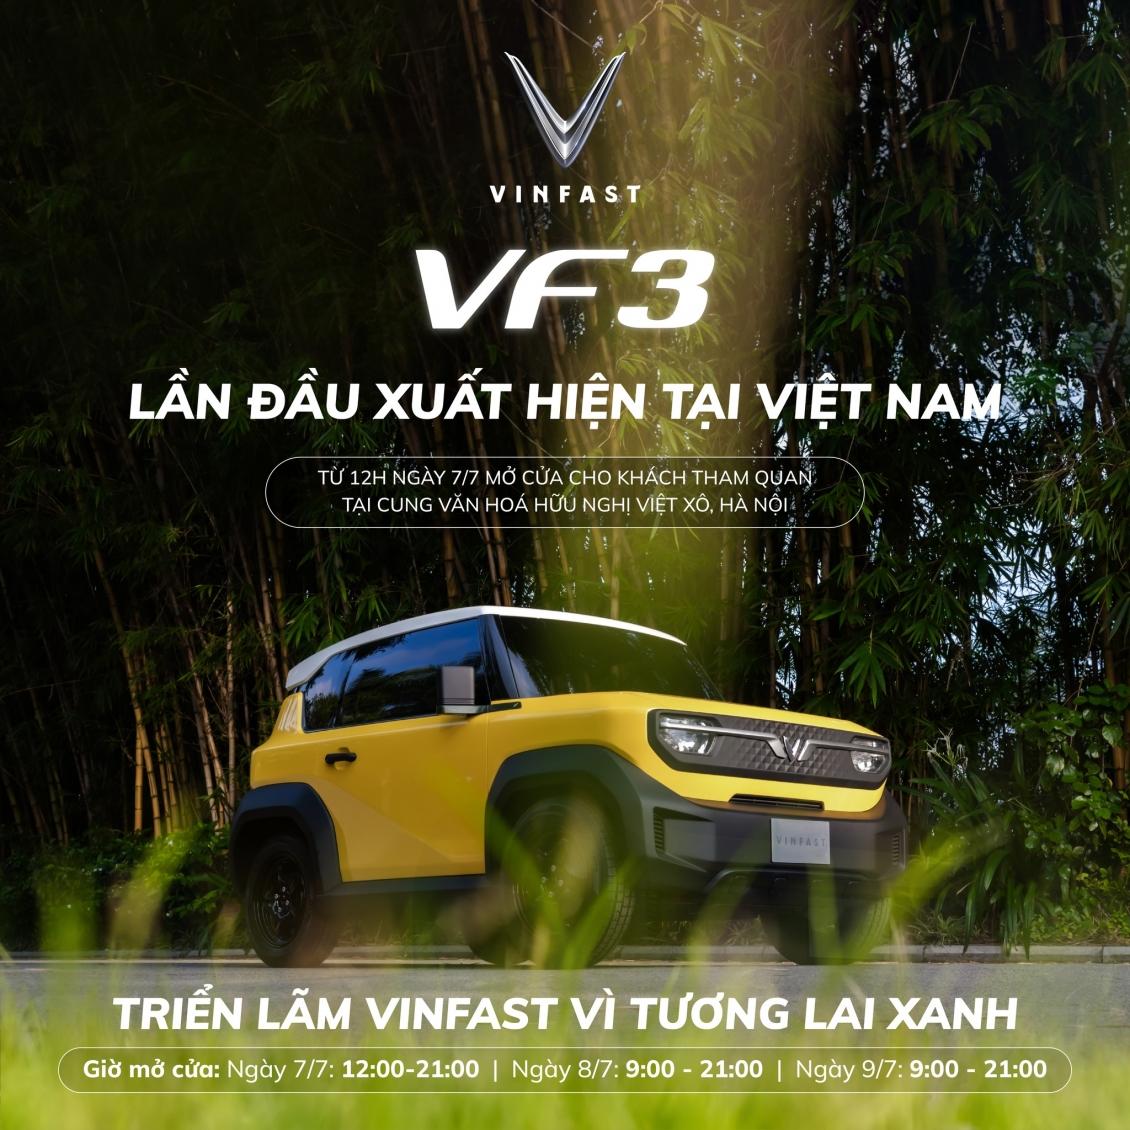 VINFAST
VF3
LẦN ĐẦU XUẤT HIỆN TẠI VIỆT NAM
TỪ 12H NGÀY 7/7 MỞ CỬA CHO KHÁCH THAM QUAN
TẠI CUNG VĂN HOÁ HỮU NGHỊ VIỆT XÔ, HÀ NỘI
VINFAST
TRIỂN LÃM VINFAST VÌ TƯƠNG LAI XANH
Giờ mở cửa: Ngày 7/7: 12:00-21:00 | Ngày 8/7: 9:00 - 21:00 | Ngày 9/7: 9:00 - 21:00